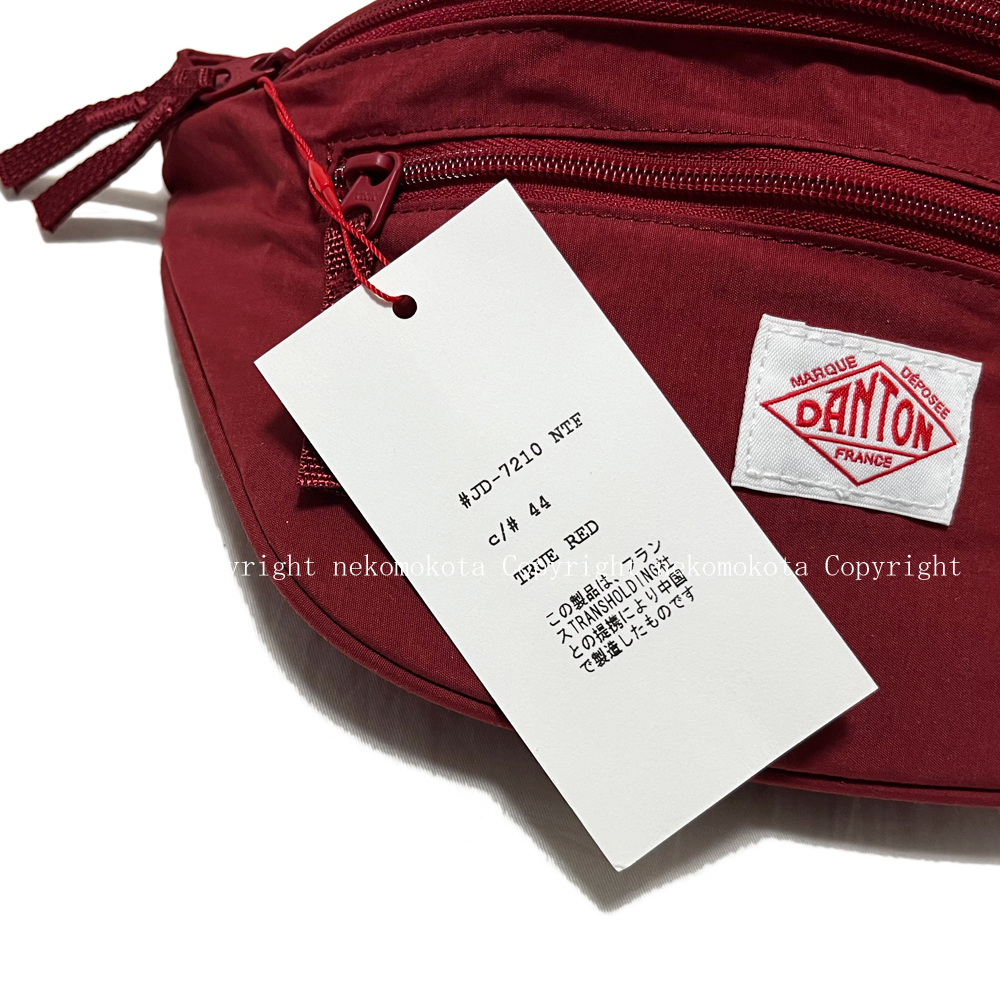 MARQUE DÉPOSÉE
DANTON
FRANCE
#JD-7210 NTF
c/# 44
TRUE RED
この製品は、フラン
スTRANSHOLDING社
との提携により中国
で製造したものです
yright nekomokota Copyright nekomokota Copyright